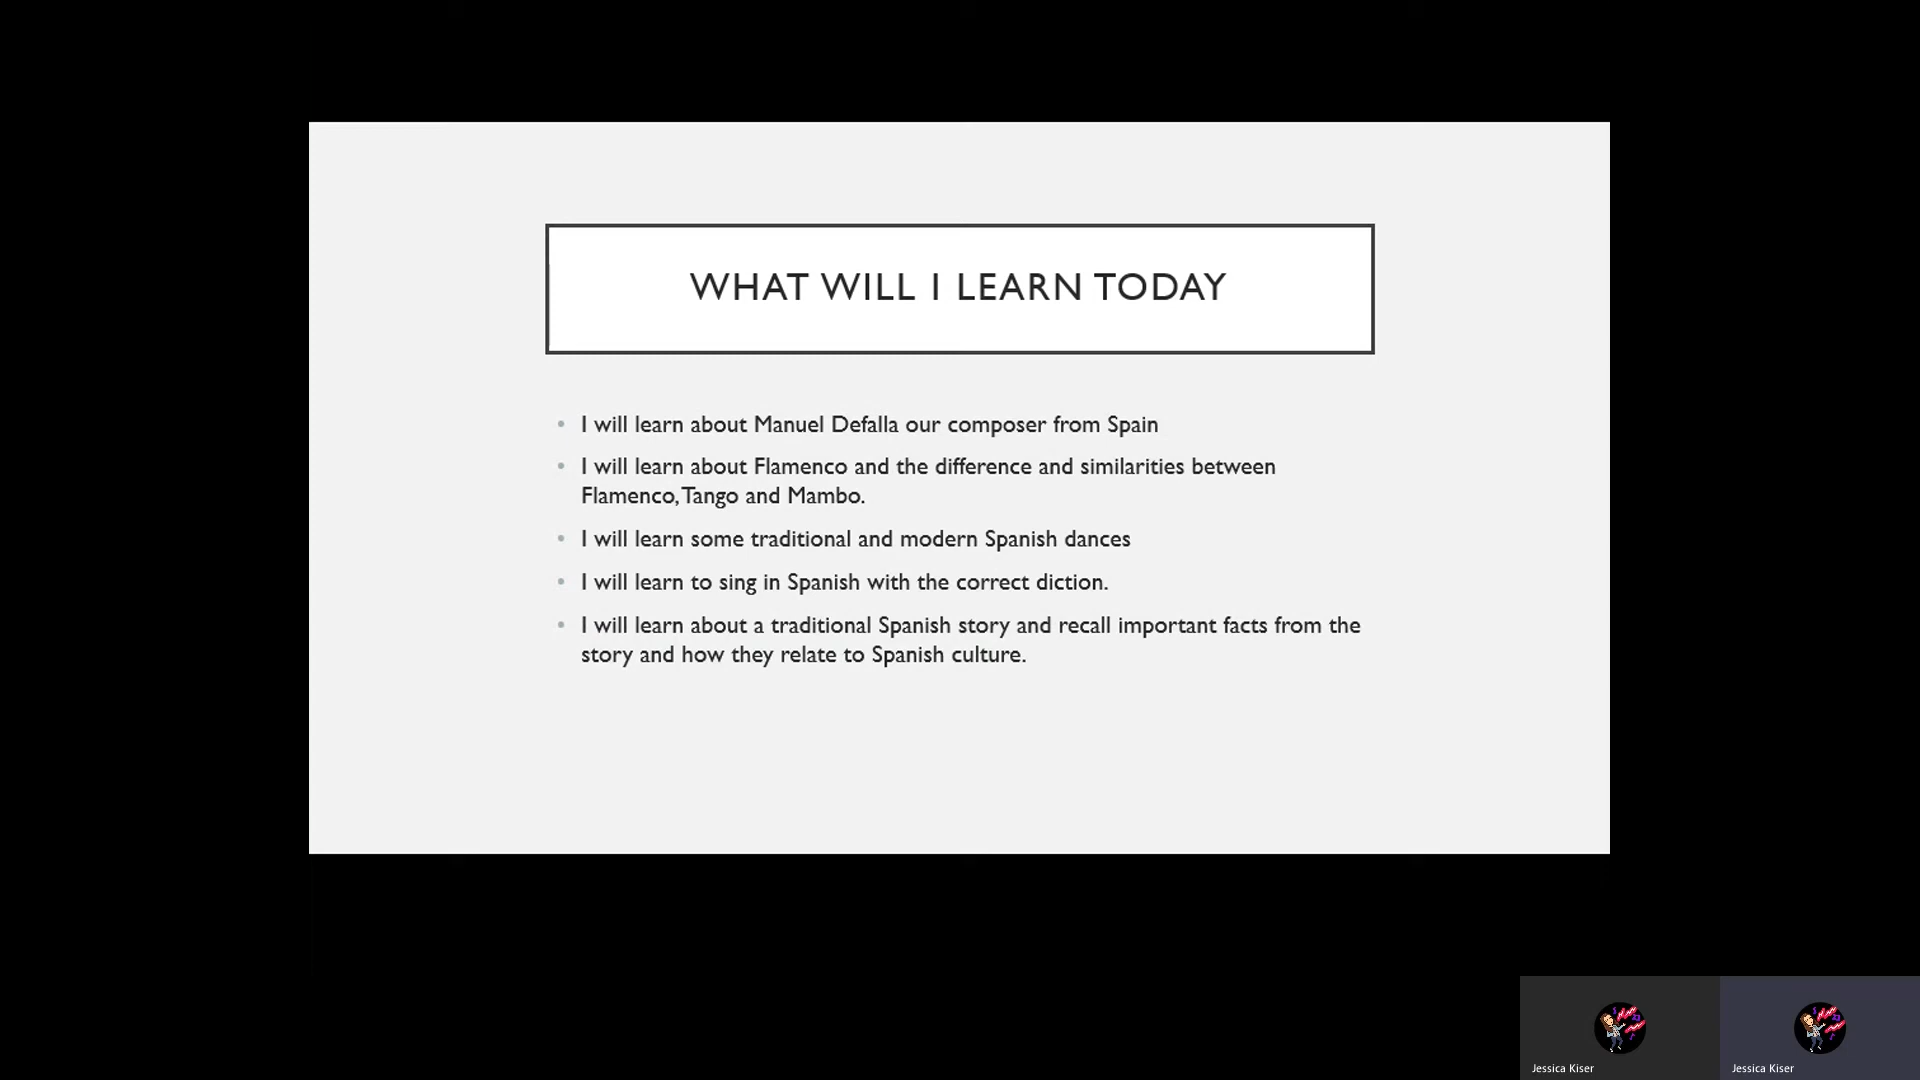 WHAT WILL I LEARN TODAY
• I will learn about Manuel Defalla our composer from Spain
• I will learn about Flamenco and the difference and similarities between
Flamenco, Tango and Mambo.
• I will learn some traditional and modern Spanish dances
• I will learn to sing in Spanish with the correct diction.
• I will learn about a traditional Spanish story and recall important facts from the
story and how they relate to Spanish culture.
Jessica Kiser
Jessica Kiser